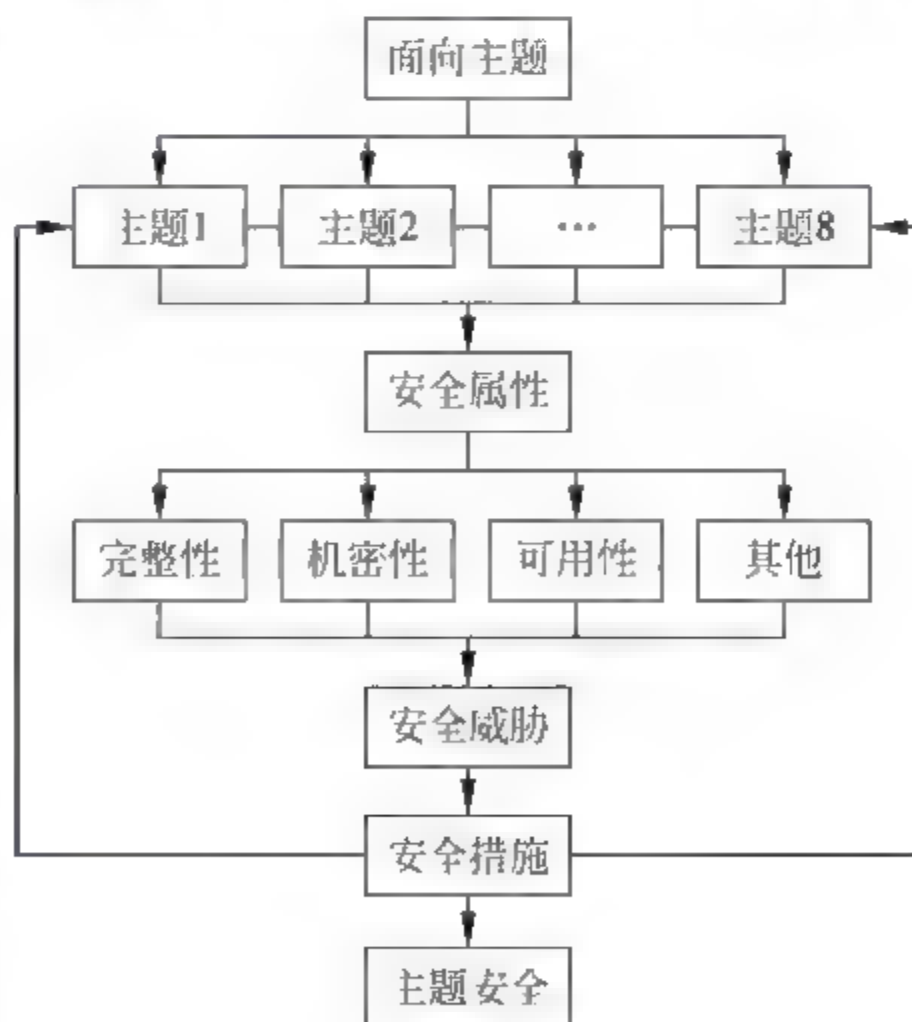 面向主题
主题1 主题2 … 主题8
安全属性
完整性 机密性 可用性 其他
安全威胁
安全措施
主题安全